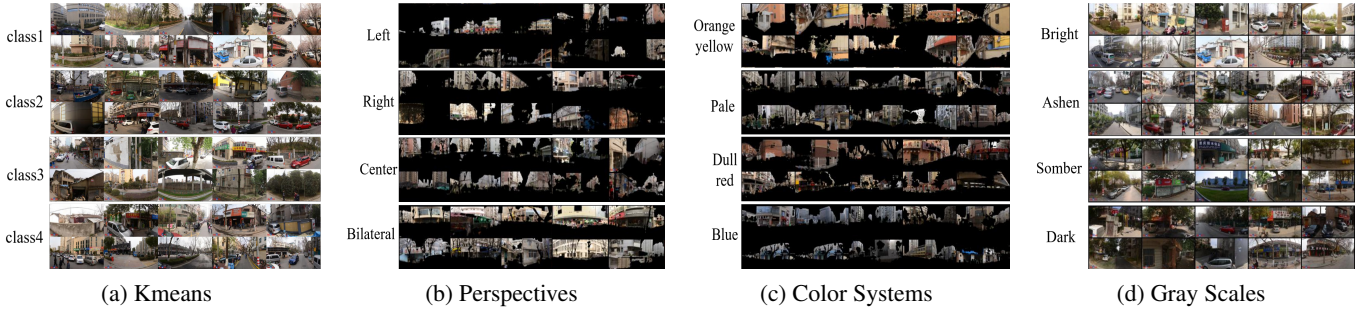 class1
class2
class3
class4
(a) Kmeans
Left
Right
Center
Bilateral
(b) Perspectives
Orange
yellow
Pale
Dull
red
Blue
(c) Color Systems
Bright
Ashen
Somber
Dark
(d) Gray Scales